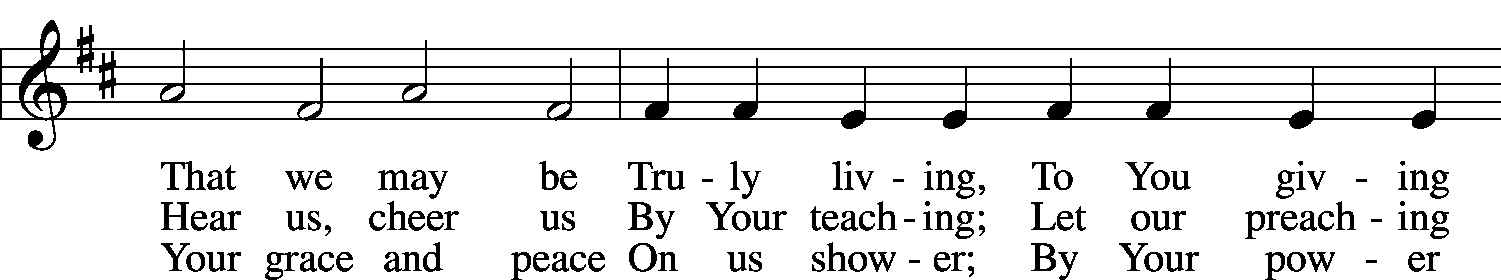 That we may be Tru - ly liv - ing, To You giv - ing
Hear us, cheer us By Your teach - ing; Let our preach - ing
Your grace and peace On us show - er; By Your pow - er